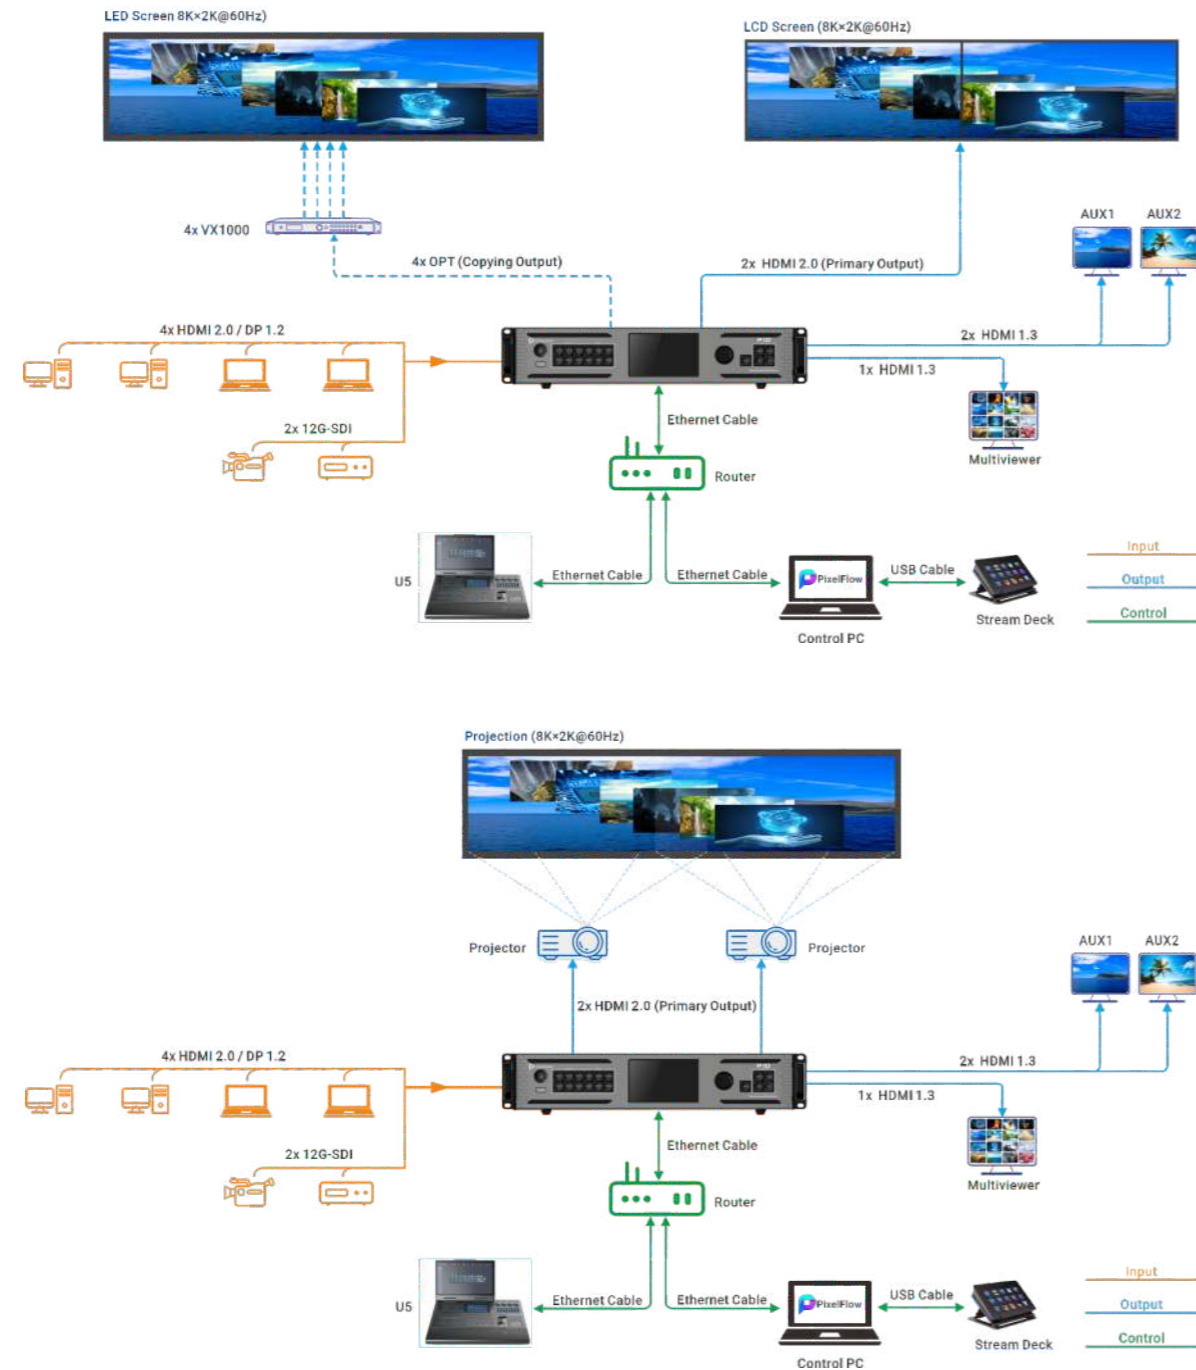 LED Screen 8K×2K@60Hz)
LCD Screen (8K×2K@60Hz)
AUX1
AUX2
4x VX1000
4x OPT (Copying Output)
2x HDMI 2.0 (Primary Output)
4x HDMI 2.0 / DP 1.2
2x HDMI 1.3
1x HDMI 1.3
Ethernet Cable
2x 12G-SDI
Multiviewer
Router
U5
Ethernet Cable
Ethernet Cable
PixelFlow
USB Cable
Input
Output
Control
Stream Deck
Control PC
Projection (8K×2K@60Hz)
Projector
Projector
AUX1
AUX2
2x HDMI 2.0 (Primary Output)
4x HDMI 2.0 / DP 1.2
2x HDMI 1.3
1x HDMI 1.3
Ethernet Cable
2x 12G-SDI
Multiviewer
Router
U5
Ethernet Cable
Ethernet Cable
PixelFlow
USB Cable
Input
Output
Control
Stream Deck
Control PC